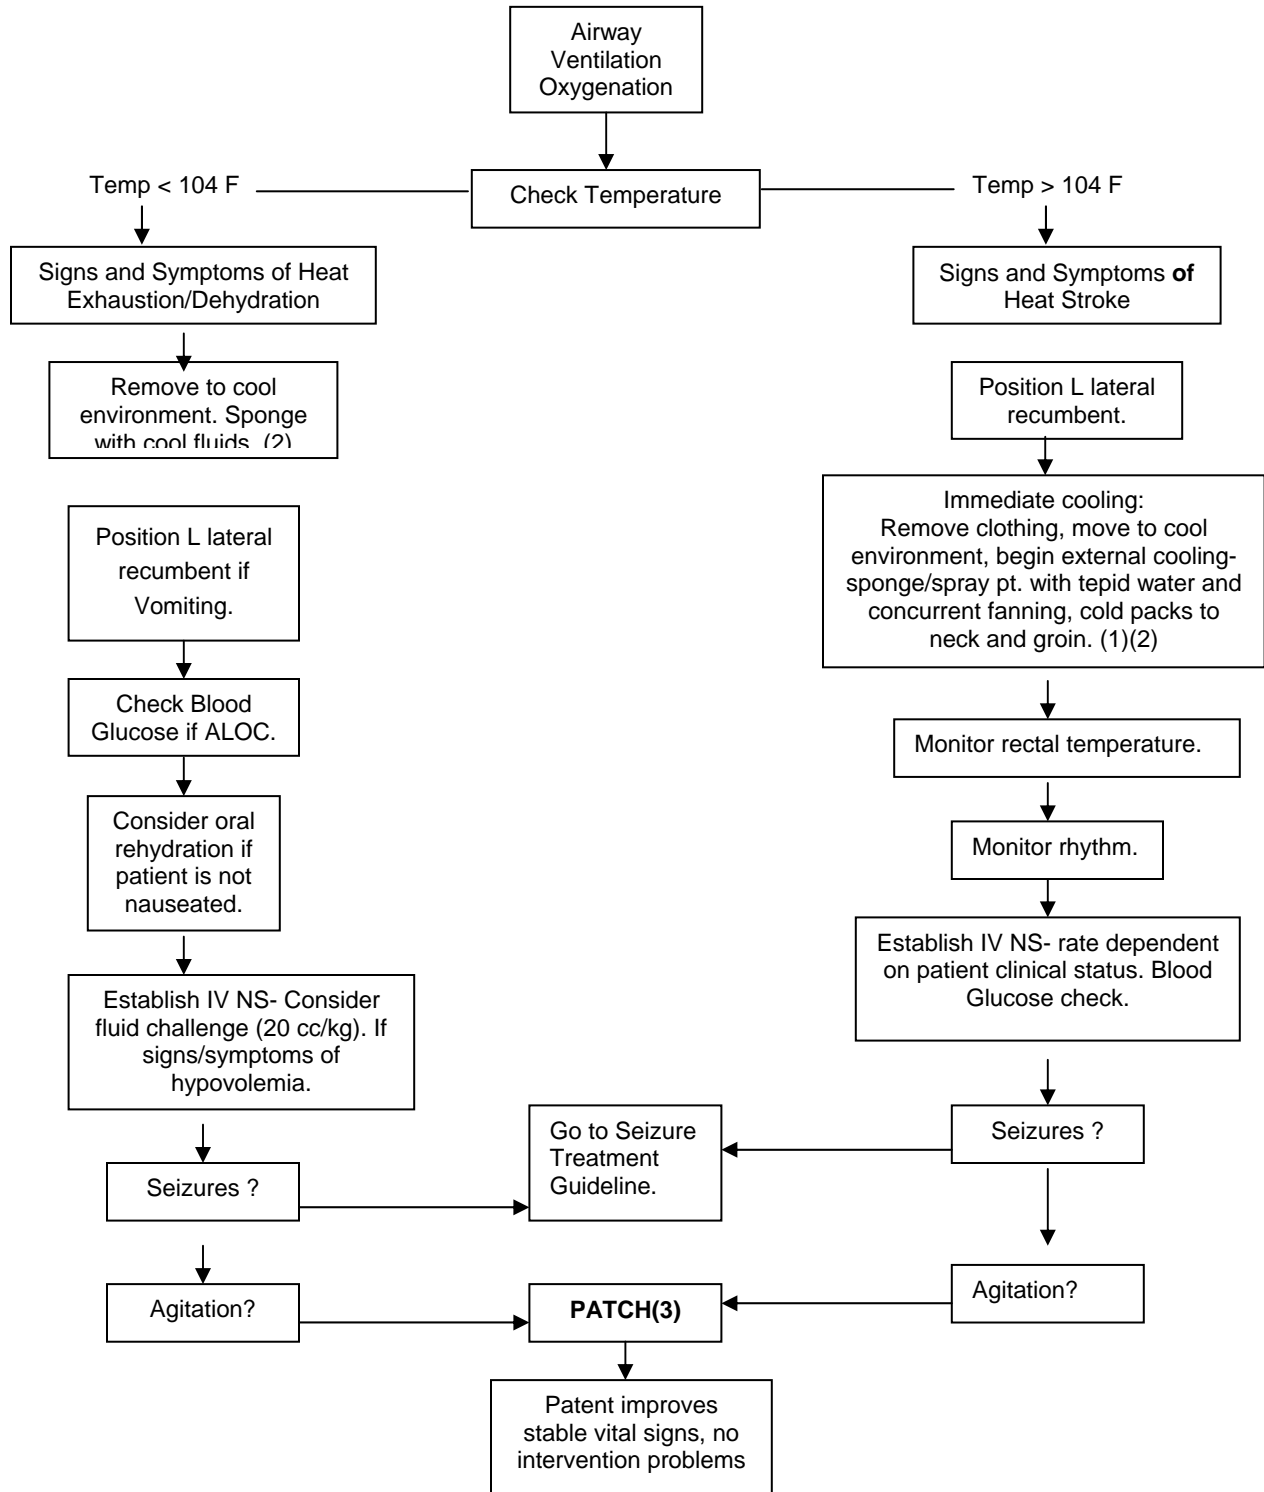 Airway
Ventilation
Oxygenation
Temp < 104 F
Check Temperature
Temp > 104 F
Signs and Symptoms of Heat
Exhaustion/Dehydration
Signs and Symptoms of
Heat Stroke
Remove to cool
environment. Sponge
with cool fluids. (2)
Position L lateral
recumbent.
Position L lateral
recumbent if
Vomiting.
Immediate cooling:
Remove clothing, move to cool
environment, begin external cooling-
sponge/spray pt. with tepid water and
concurrent fanning, cold packs to
neck and groin. (1)(2)
Check Blood
Glucose if ALOC.
Monitor rectal temperature.
Consider oral
rehydration if
patient is not
nauseated.
Monitor rhythm.
Establish IV NS- Consider
fluid challenge (20 cc/kg). If
signs/symptoms of
hypovolemia.
Establish IV NS- rate dependent
on patient clinical status. Blood
Glucose check.
Seizures ?
Go to Seizure
Treatment
Guideline.
Seizures ?
Agitation?
PATCH(3)
Agitation?
Patent improves
stable vital signs, no
intervention problems